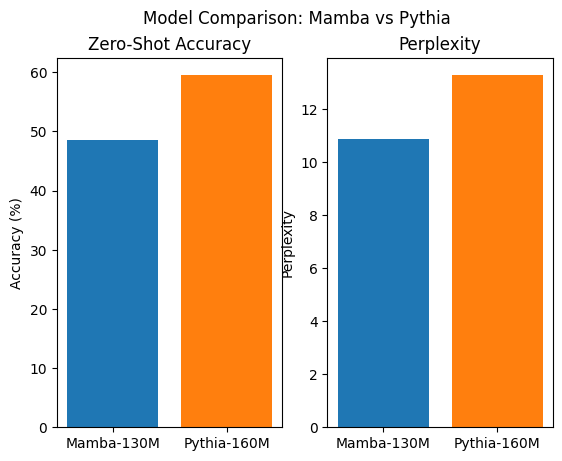 Model Comparison: Mamba vs Pythia
Zero-Shot Accuracy
Accuracy (%)
60
50
40
30
20
10
0
Mamba-130M Pythia-160M
Perplexity
Perplexity
12
10
8
6
4
2
0
Mamba-130M Pythia-160M